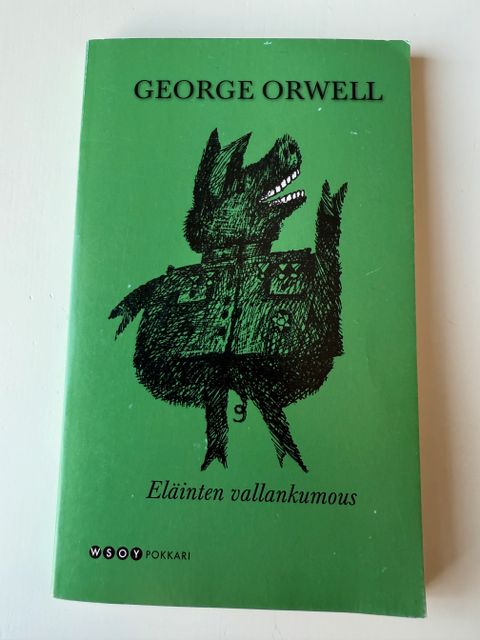 GEORGE ORWELL
Eläinten vallankumous
WSOY POKKARI